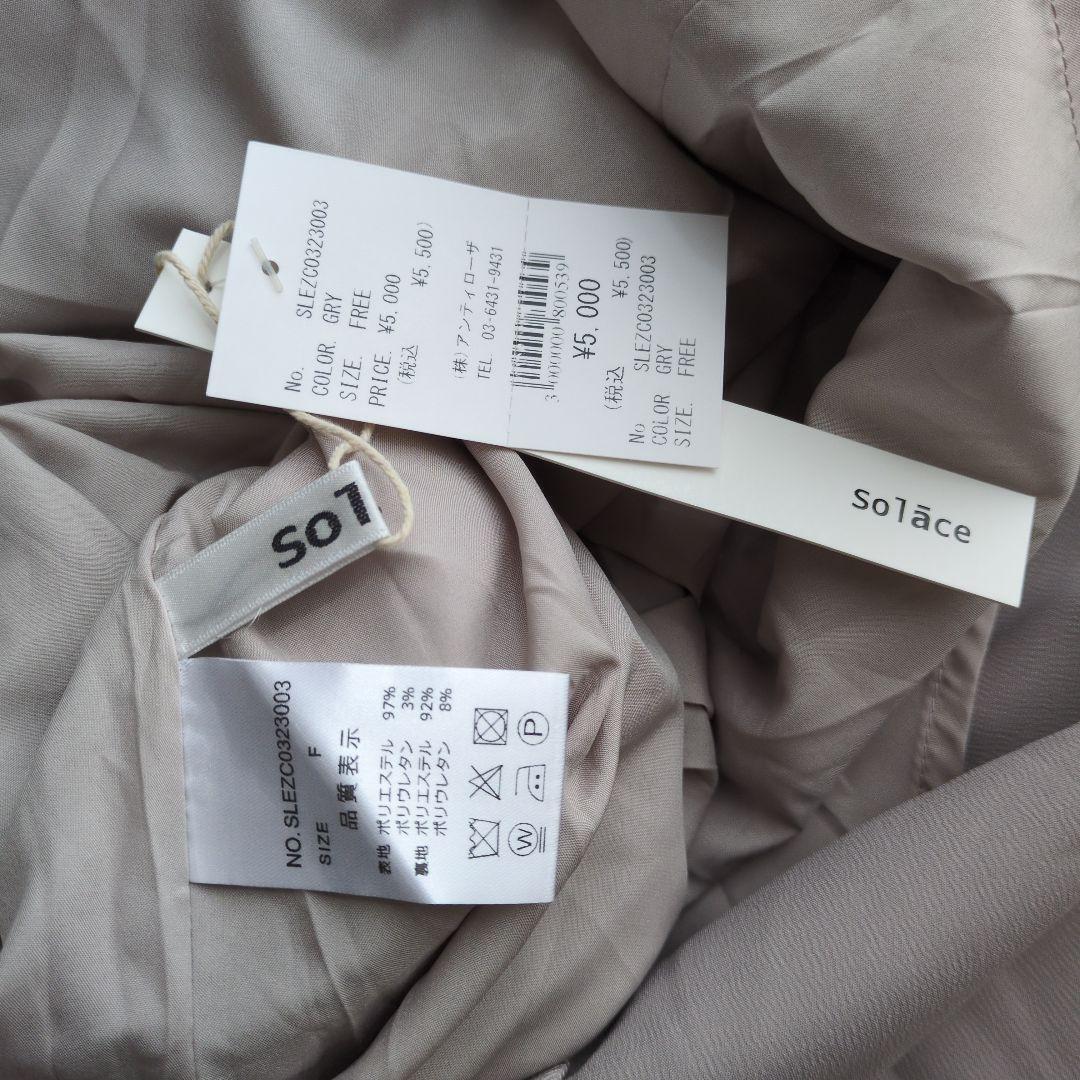 No. SLEZC0323003
COLOR. GRY
SIZE. FREE
PRICE. ¥5,000
(税込 ¥5,500)
(株)アンティローザ
TEL. 03-6431-9431
3 000000 800539
¥5,000
(税込 ¥5,500)
No SLEZC0323003
COLOR GRY
SIZE. FREE
Solāce
Sol
NO. SLEZC0323003
SIZE F
品質表示
表地 ポリエステル 97%
ポリウレタン 3%
裏地 ポリエステル 92%
ポリウレタン 8%
P
W